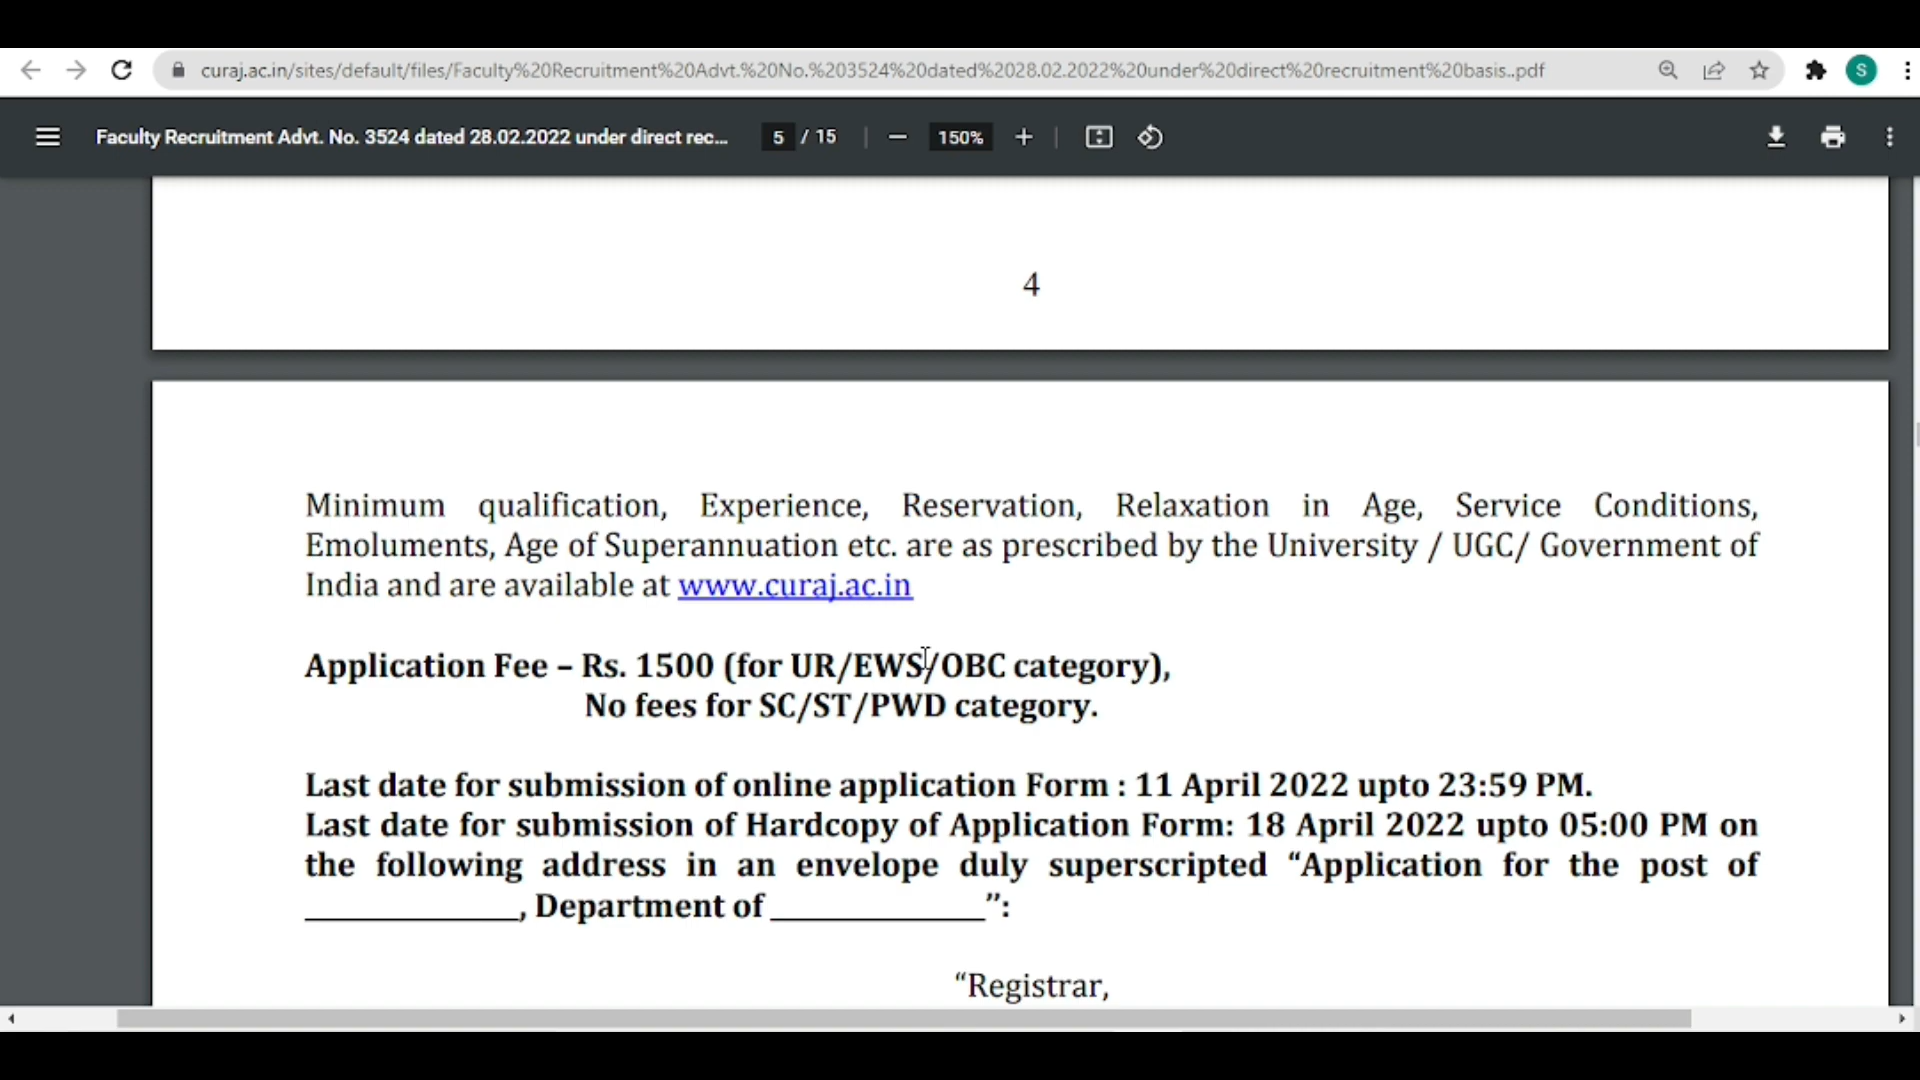 curaj.ac.in/sites/default/files/Faculty%20Recruitment%20Advt.%20No.%203524%20dated%2028.02.2022%20under%20direct%20recruitment%20basis..pdf
S
Faculty Recruitment Advt. No. 3524 dated 28.02.2022 under direct rec... 5 / 15 150%
4
Minimum qualification, Experience, Reservation, Relaxation in Age, Service Conditions,
Emoluments, Age of Superannuation etc. are as prescribed by the University / UGC/ Government of
India and are available at www.curaj.ac.in
Application Fee – Rs. 1500 (for UR/EWS/OBC category),
No fees for SC/ST/PWD category.
Last date for submission of online application Form : 11 April 2022 upto 23:59 PM.
Last date for submission of Hardcopy of Application Form: 18 April 2022 upto 05:00 PM on
the following address in an envelope duly superscripted “Application for the post of
_______________, Department of _______________”:
“Registrar,